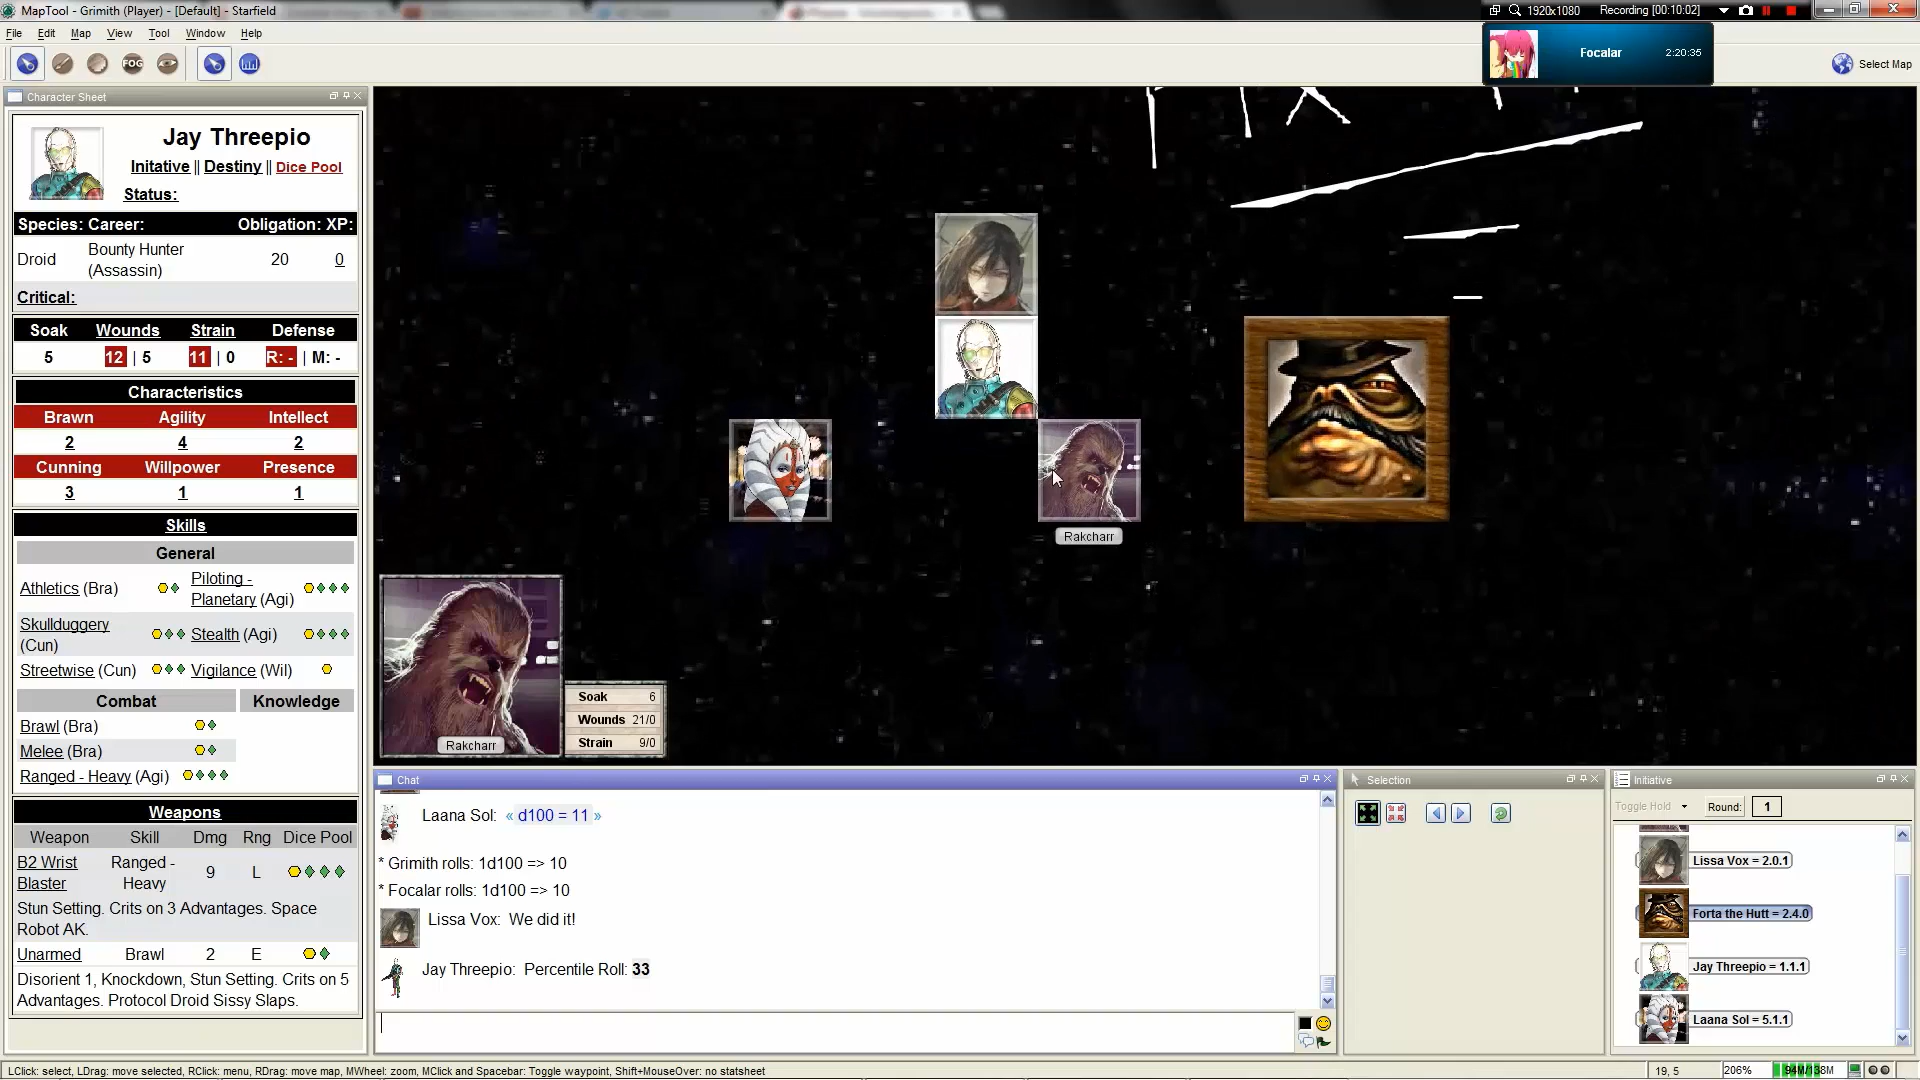 MapTool - Grimith (Player) - [Default] - Starfield
1920x1080 Recording [00:10:02]
File Edit Map View Tool Window Help
Focalar 2:20:35
FOG
Select Map
Character Sheet
Jay Threepio
Initative || Destiny || Dice Pool
Status:
Species: Career: Obligation: XP:
Droid Bounty Hunter (Assassin) 20 0
Critical:
Soak Wounds Strain Defense
5 12 | 5 11 | 0 R: - | M: -
Characteristics
Brawn Agility Intellect
2 4 2
Cunning Willpower Presence
3 1 1
Skills
General
Athletics (Bra) Piloting - Planetary (Agi)
Skullduggery (Cun) Stealth (Agi)
Streetwise (Cun) Vigilance (Wil)
Combat Knowledge
Brawl (Bra)
Melee (Bra)
Ranged - Heavy (Agi)
Weapons
Weapon Skill Dmg Rng Dice Pool
B2 Wrist Blaster Ranged - Heavy 9 L
Stun Setting. Crits on 3 Advantages. Space
Robot AK.
Unarmed Brawl 2 E
Disorient 1, Knockdown, Stun Setting. Crits on 5
Advantages. Protocol Droid Sissy Slaps.
Rakcharr
Rakcharr
Soak 6
Wounds 21/0
Strain 9/0
Chat
Laana Sol: « d100 = 11 »
* Grimith rolls: 1d100 => 10
* Focalar rolls: 1d100 => 10
Lissa Vox: We did it!
Jay Threepio: Percentile Roll: 33
Selection
Initiative
Toggle Hold Round: 1
Lissa Vox = 2.0.1
Forta the Hutt = 2.4.0
Jay Threepio = 1.1.1
Laana Sol = 5.1.1
LClick: select, LDrag: move selected, RClick: menu, RDrag: move map, MWheel: zoom, MClick and Spacebar: Toggle waypoint, Shift+MouseOver: no statsheet
19, 5 206% 94M/138M